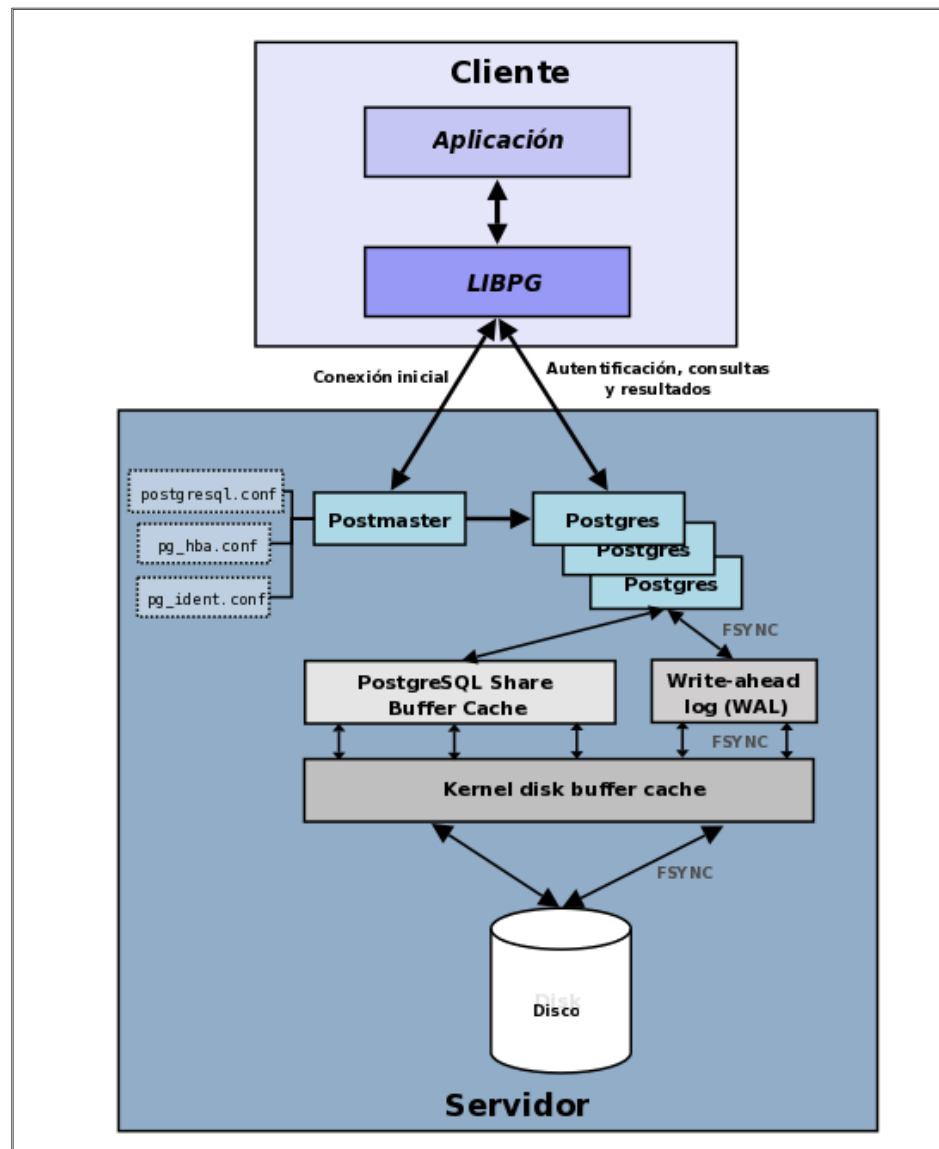 Cliente
Aplicación
LIBPG
Conexión inicial
Autentificación, consultas
y resultados
postgresql.conf
pg_hba.conf
pg_ident.conf
Postmaster
Postgres
Postgres
Postgres
FSYNC
PostgreSQL Share
Buffer Cache
Write-ahead
log (WAL)
FSYNC
Kernel disk buffer cache
FSYNC
Disk
Disco
Servidor